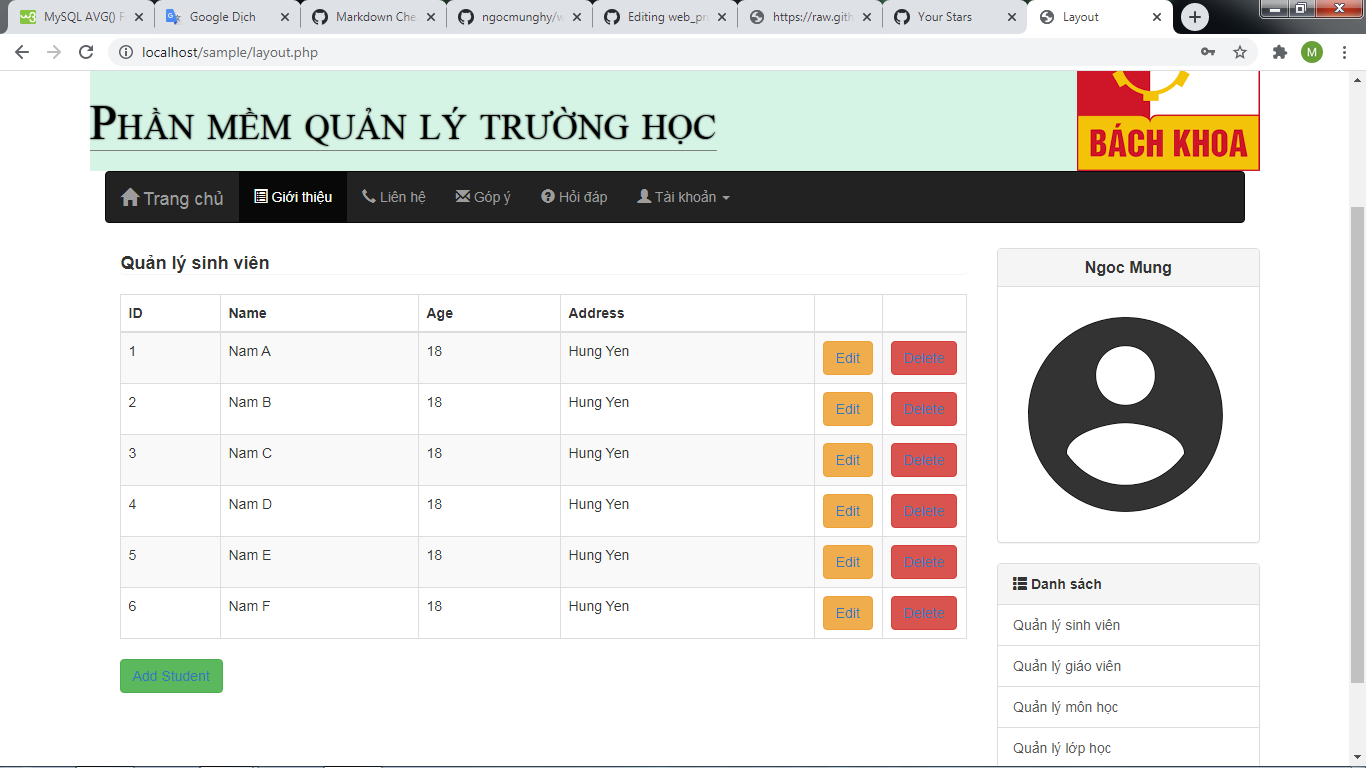 MySQL AVG() F
Google Dịch
Markdown Che
ngocmunghy/w
Editing web_pr
https://raw.gith
Your Stars
Layout
localhost/sample/layout.php
M
Phần mềm quản lý trường học
BÁCH KHOA
Trang chủ
Giới thiệu
Liên hệ
Góp ý
Hỏi đáp
Tài khoản
Quản lý sinh viên
ID Name Age Address
1 Nam A 18 Hung Yen Edit Delete
2 Nam B 18 Hung Yen Edit Delete
3 Nam C 18 Hung Yen Edit Delete
4 Nam D 18 Hung Yen Edit Delete
5 Nam E 18 Hung Yen Edit Delete
6 Nam F 18 Hung Yen Edit Delete
Add Student
Ngoc Mung
Danh sách
Quản lý sinh viên
Quản lý giáo viên
Quản lý môn học
Quản lý lớp học